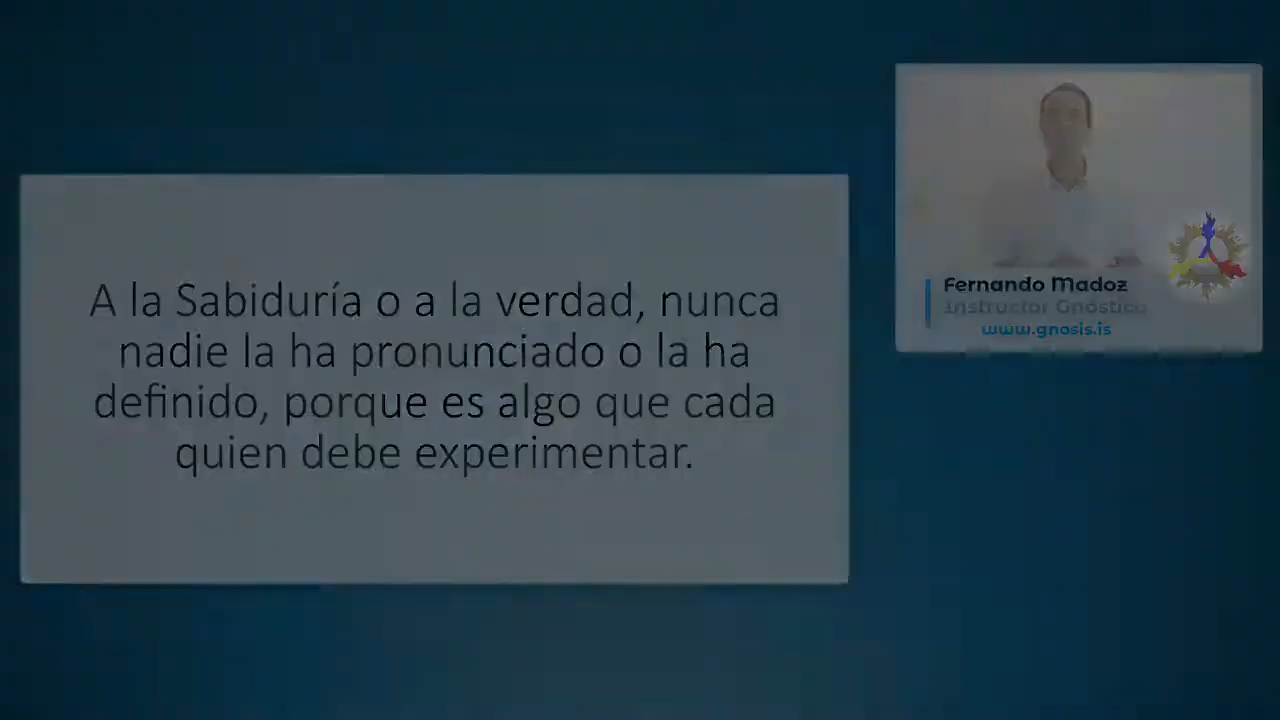 A la Sabiduría o a la verdad, nunca
nadie la ha pronunciado o la ha
definido, porque es algo que cada
quien debe experimentar.
Fernando Madoz
Instructor Gnóstico
www.gnosis.is